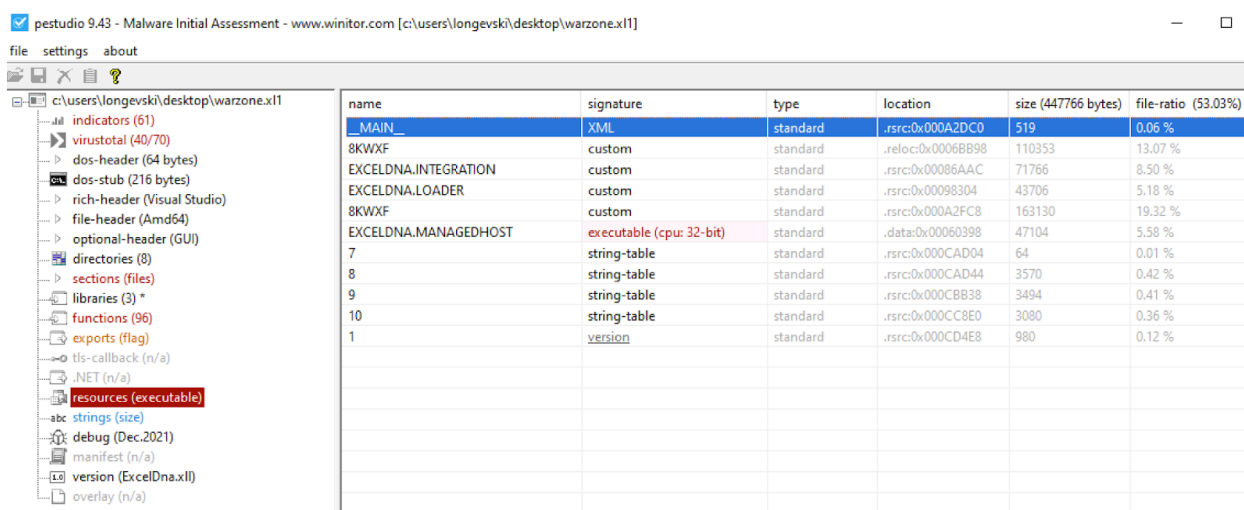 pestudio 9.43 - Malware Initial Assessment - www.winitor.com [c:\users\longevski\desktop\warzone.xl1]
file settings about
c:\users\longevski\desktop\warzone.xl1
indicators (61)
virustotal (40/70)
dos-header (64 bytes)
dos-stub (216 bytes)
rich-header (Visual Studio)
file-header (Amd64)
optional-header (GUI)
directories (8)
sections (files)
libraries (3) *
functions (96)
exports (flag)
tls-callback (n/a)
.NET (n/a)
resources (executable)
abc strings (size)
debug (Dec.2021)
manifest (n/a)
1.0 version (ExcelDna.xll)
overlay (n/a)
name signature type location size (447766 bytes) file-ratio (53.03%)
__MAIN__ XML standard .rsrc:0x000A2DC0 519 0.06 %
8KWXF custom standard .reloc:0x0006BB98 110353 13.07 %
EXCELDNA.INTEGRATION custom standard .rsrc:0x00086AAC 71766 8.50 %
EXCELDNA.LOADER custom standard .rsrc:0x00098304 43706 5.18 %
8KWXF custom standard .rsrc:0x000A2FC8 163130 19.32 %
EXCELDNA.MANAGEDHOST executable (cpu: 32-bit) standard .data:0x00060398 47104 5.58 %
7 string-table standard .rsrc:0x000CAD04 64 0.01 %
8 string-table standard .rsrc:0x000CAD44 3570 0.42 %
9 string-table standard .rsrc:0x000CBB38 3494 0.41 %
10 string-table standard .rsrc:0x000CC8E0 3080 0.36 %
1 version standard .rsrc:0x000CD4E8 980 0.12 %